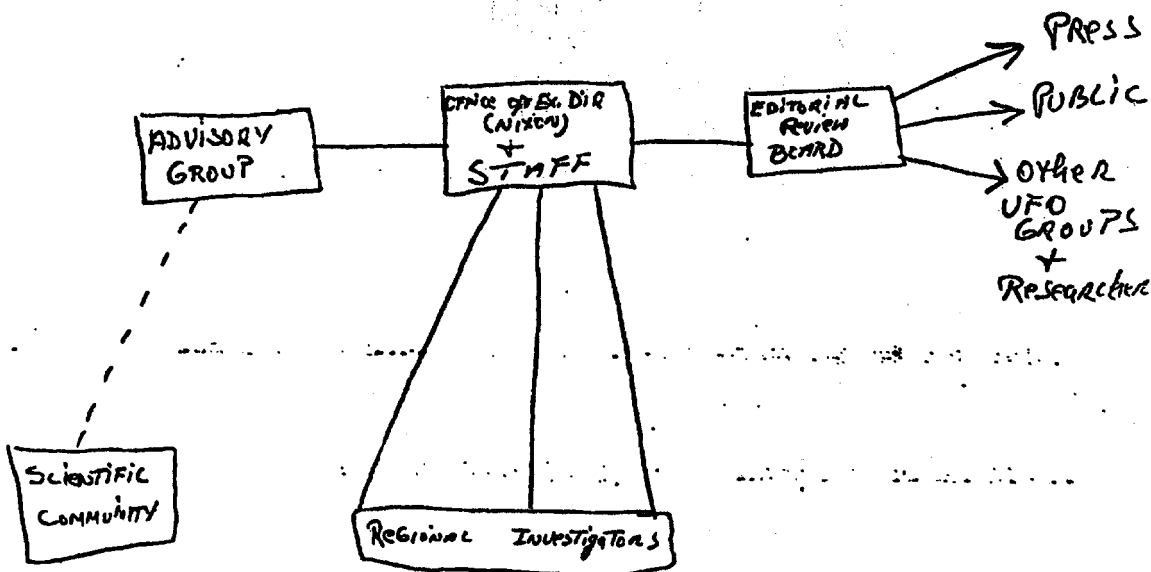 ADVISORY
GROUP
OFFICE OF EX. DIR
(NIXON)
+
STAFF
EDITORIAL
REVIEW
BOARD
PRESS
PUBLIC
OTHER
UFO
GROUPS
+
RESEARCHER
SCIENTIFIC
COMMUNITY
REGIONAL INVESTIGATORS